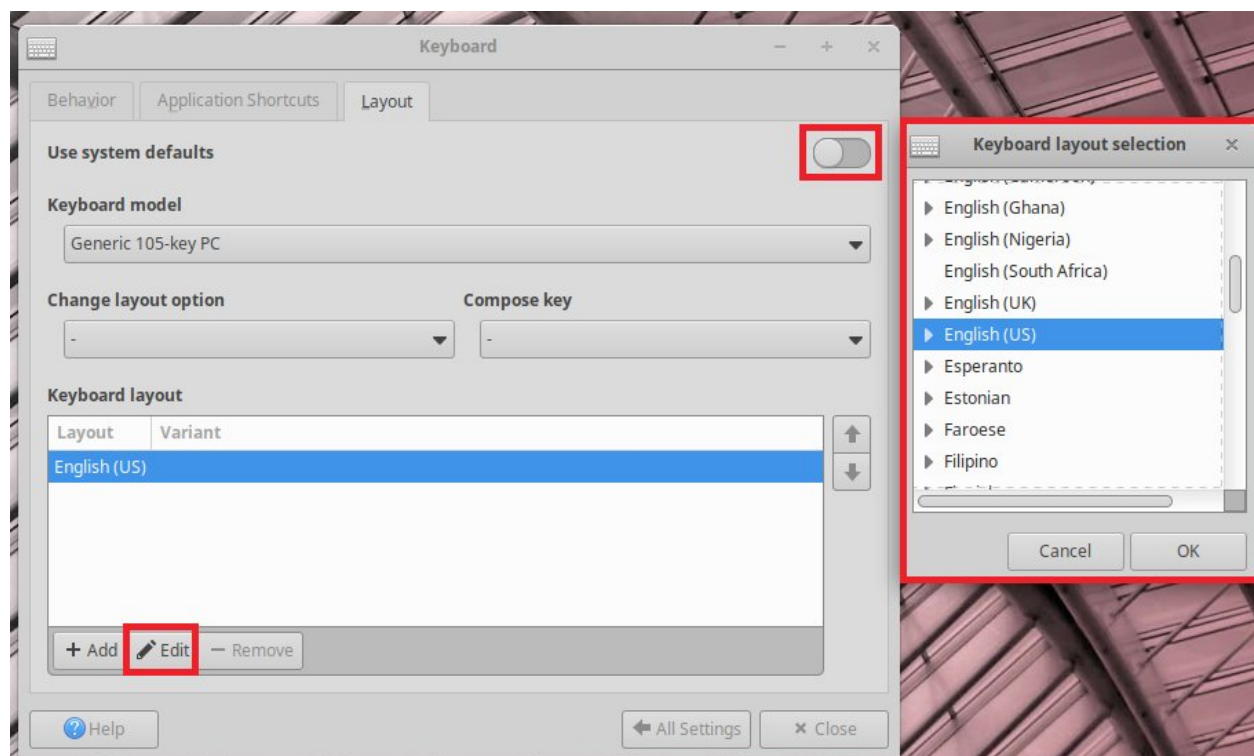 Keyboard
Behavior Application Shortcuts Layout
Use system defaults
Keyboard model
Generic 105-key PC
Change layout option Compose key
- -
Keyboard layout
Layout Variant
English (US)
+ Add Edit − Remove
Help All Settings Close
Keyboard layout selection
English (Cameroon)
English (Ghana)
English (Nigeria)
English (South Africa)
English (UK)
English (US)
Esperanto
Estonian
Faroese
Filipino
Cancel OK